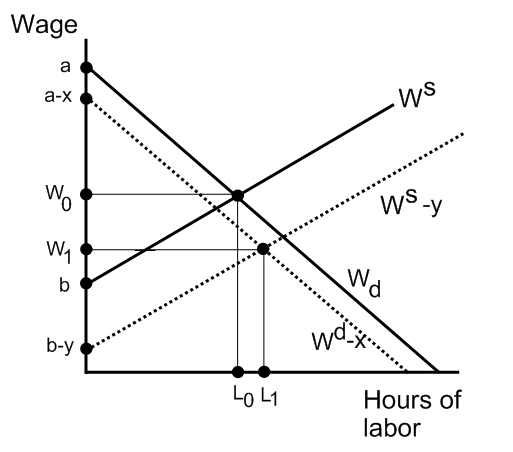 Wage
a
a-x
W0
W1
b
b-y
Ws
Ws-y
Wd
Wd-x
L0 L1
Hours of
labor